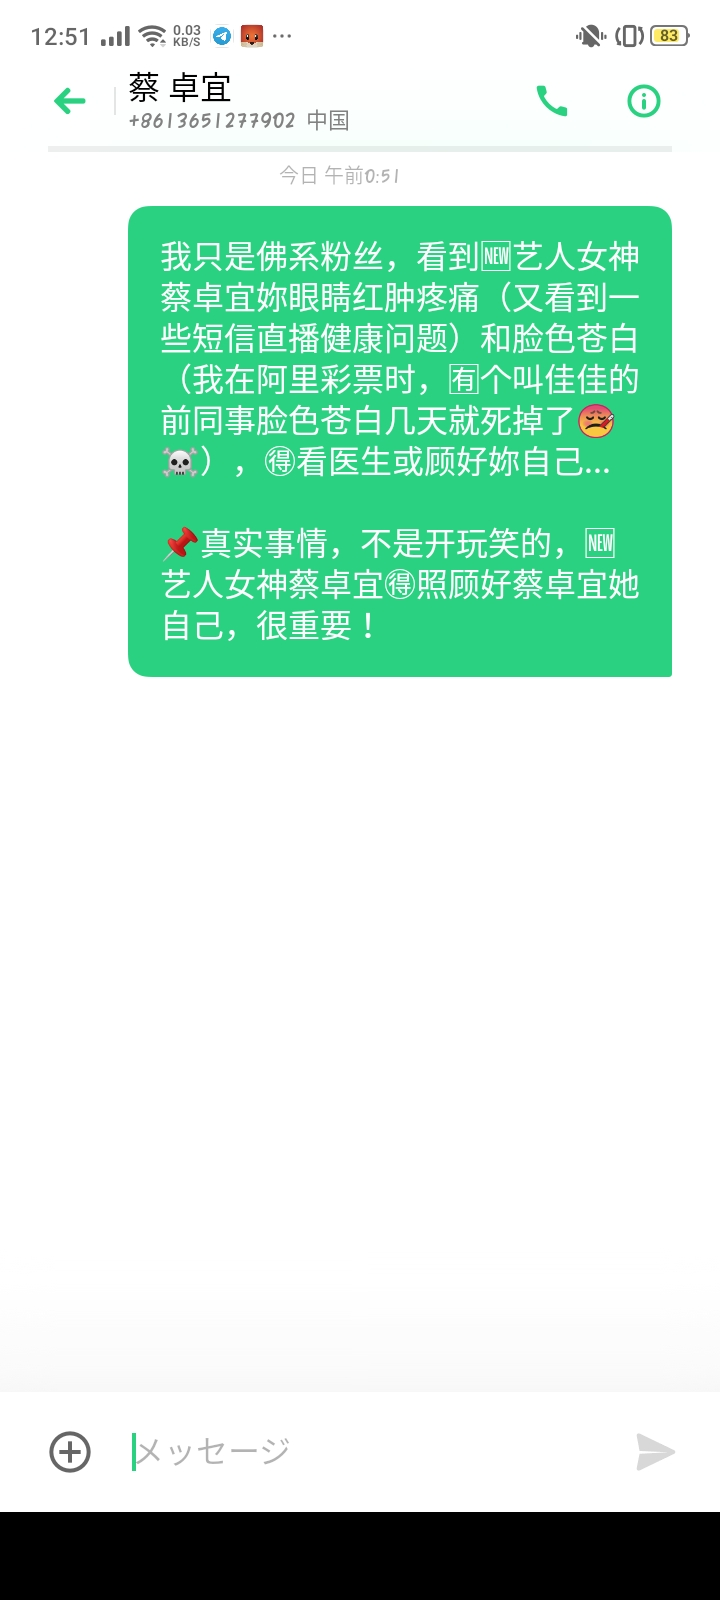 12:51 0.03 KB/S ... 83
蔡 卓宜
+8613651277902 中国
今日 午前0:51
我只是佛系粉丝，看到🆕艺人女神
蔡卓宜妳眼睛红肿疼痛（又看到一
些短信直播健康问题）和脸色苍白
（我在阿里彩票时，🈶个叫佳佳的
前同事脸色苍白几天就死掉了🤒
☠️），🉐看医生或顾好妳自己...
📌真实事情，不是开玩笑的，🆕
艺人女神蔡卓宜🉐照顾好蔡卓宜她
自己，很重要！
メッセージ